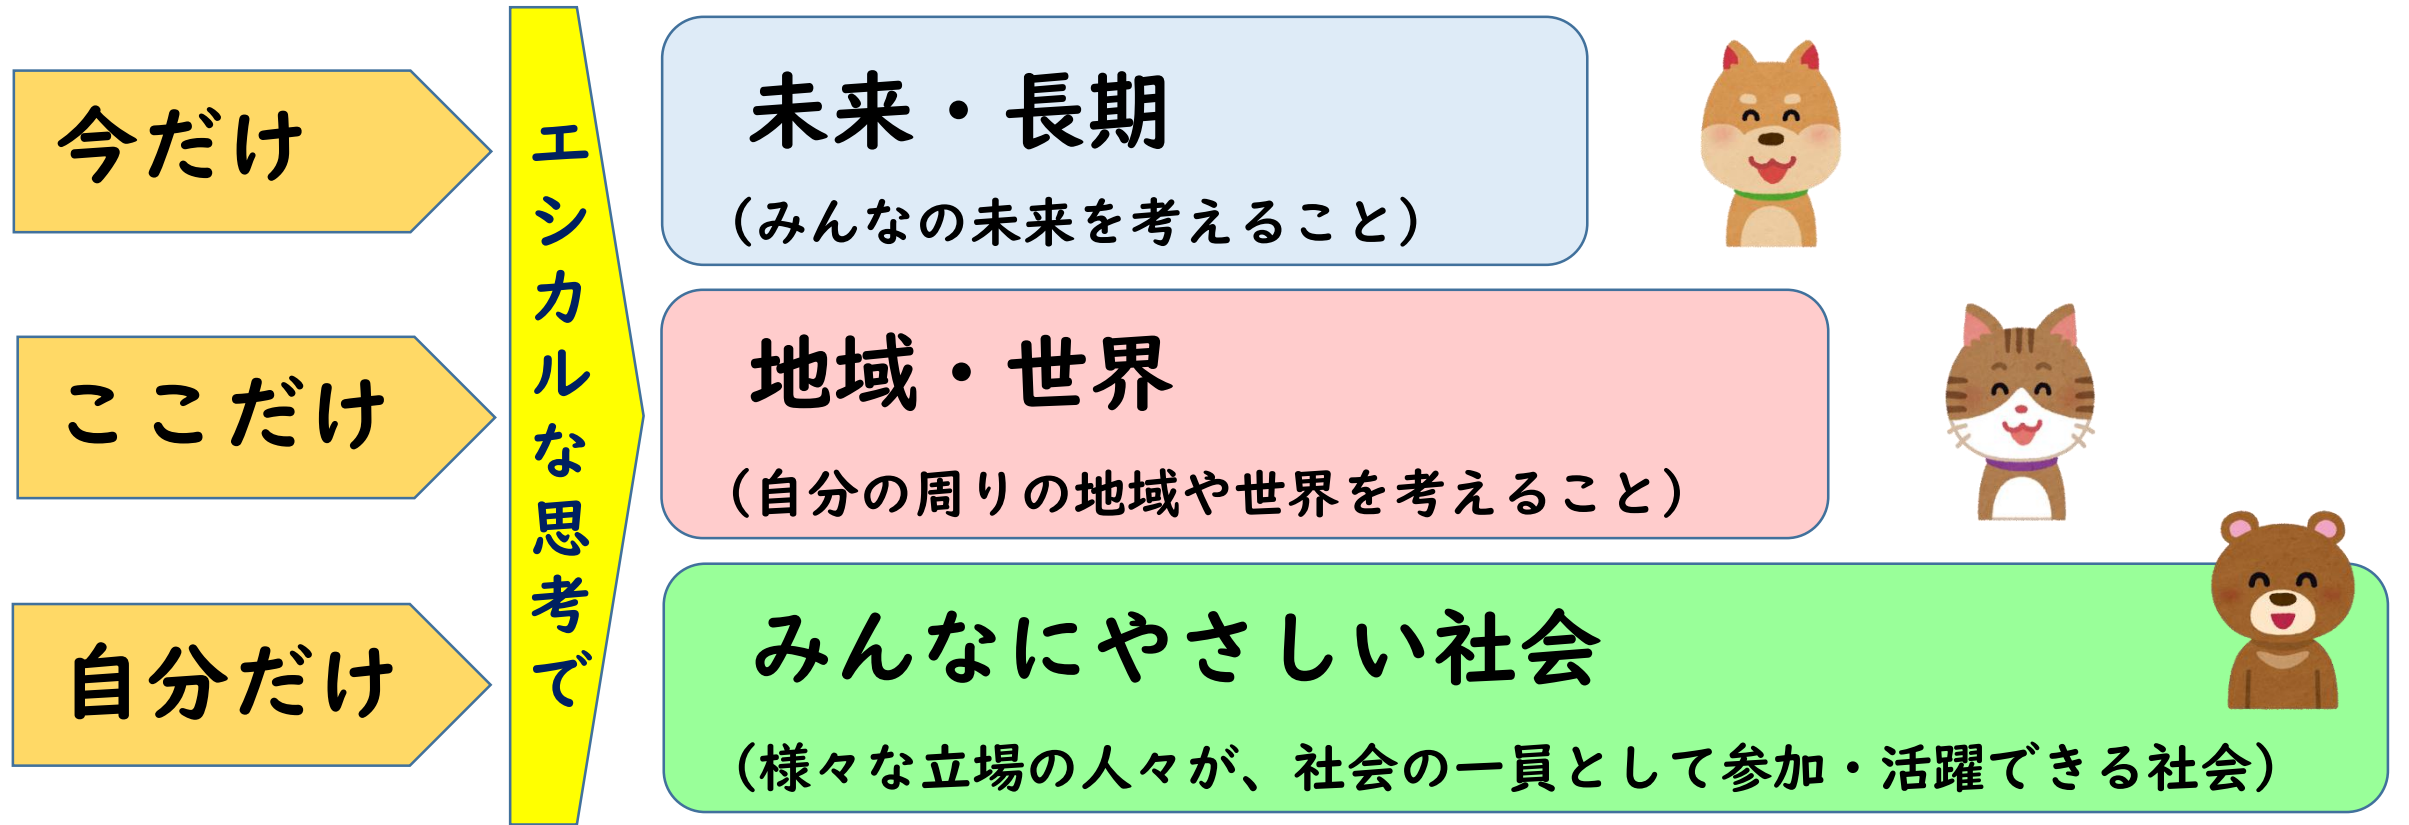 今だけ
ここだけ
自分だけ
エシカルな思考で
未来・長期
（みんなの未来を考えること）
地域・世界
（自分の周りの地域や世界を考えること）
みんなにやさしい社会
（様々な立場の人々が、社会の一員として参加・活躍できる社会）